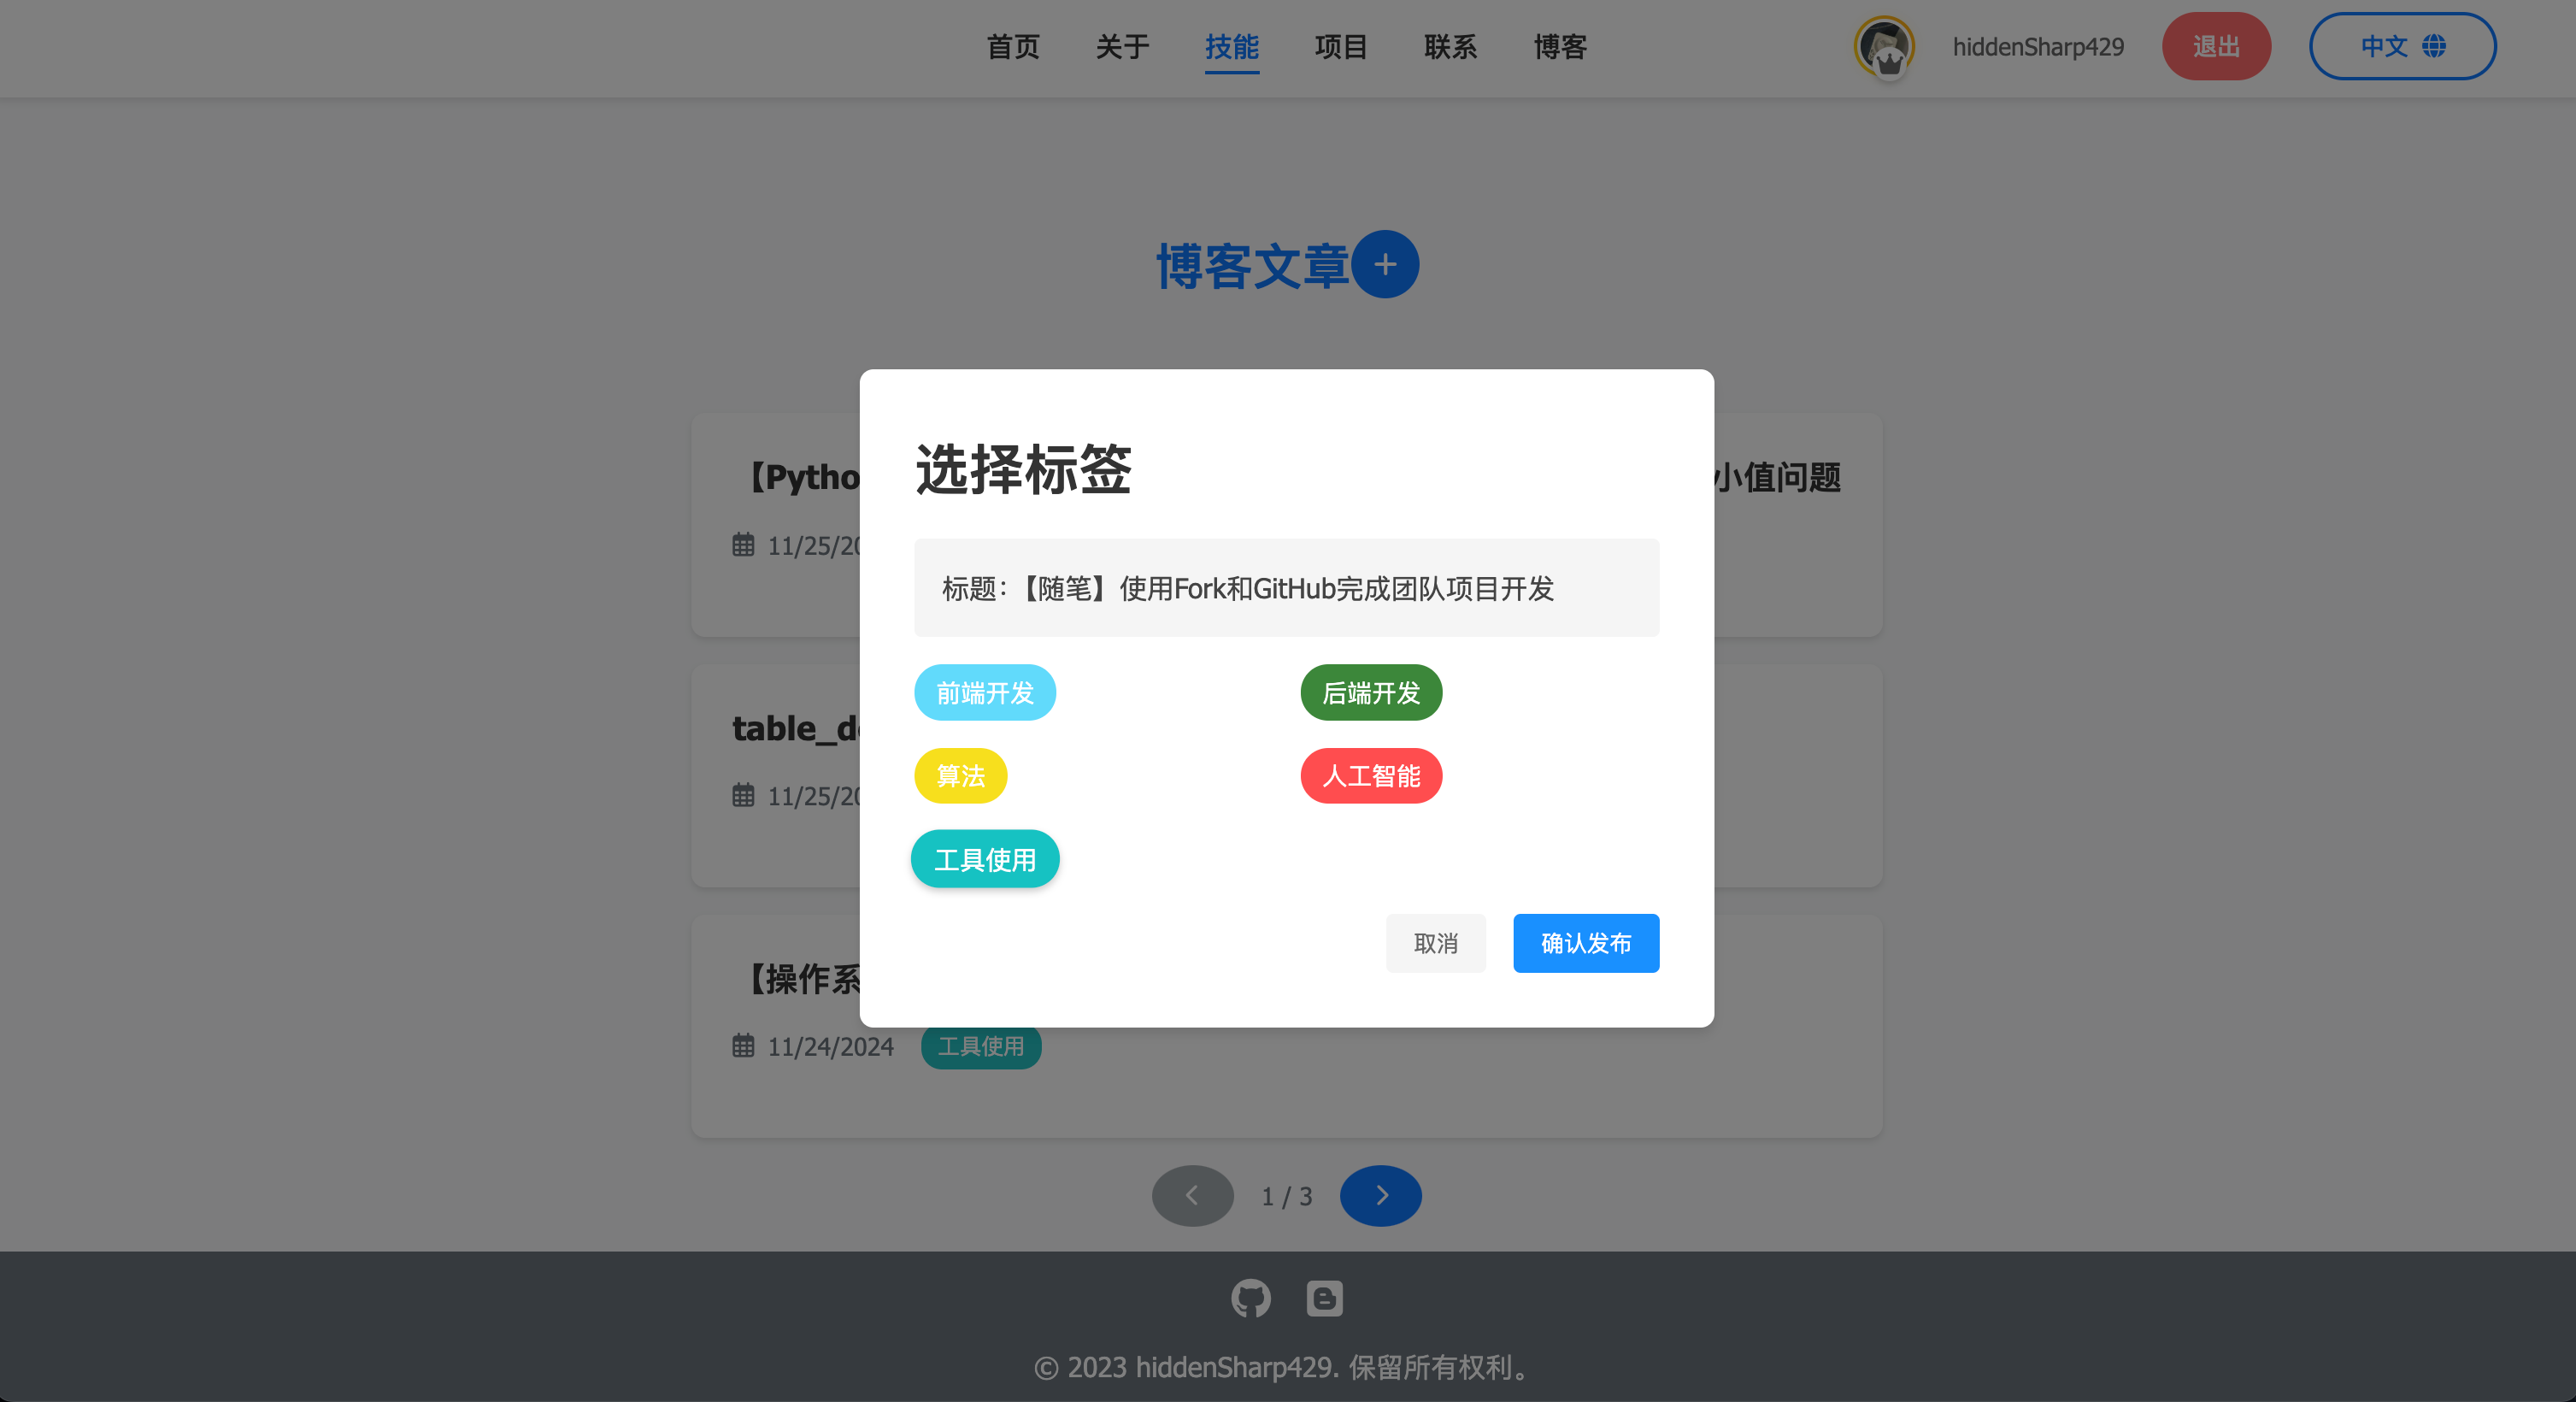 首页 关于 技能 项目 联系 博客 hiddenSharp429 退出 中文
博客文章 +
选择标签
【Pytho 小值问题
11/25/20
标题:【随笔】使用Fork和GitHub完成团队项目开发
前端开发 后端开发
table_d
算法 人工智能
11/25/20
工具使用
取消 确认发布
【操作系
11/24/2024 工具使用
1 / 3
© 2023 hiddenSharp429. 保留所有权利。